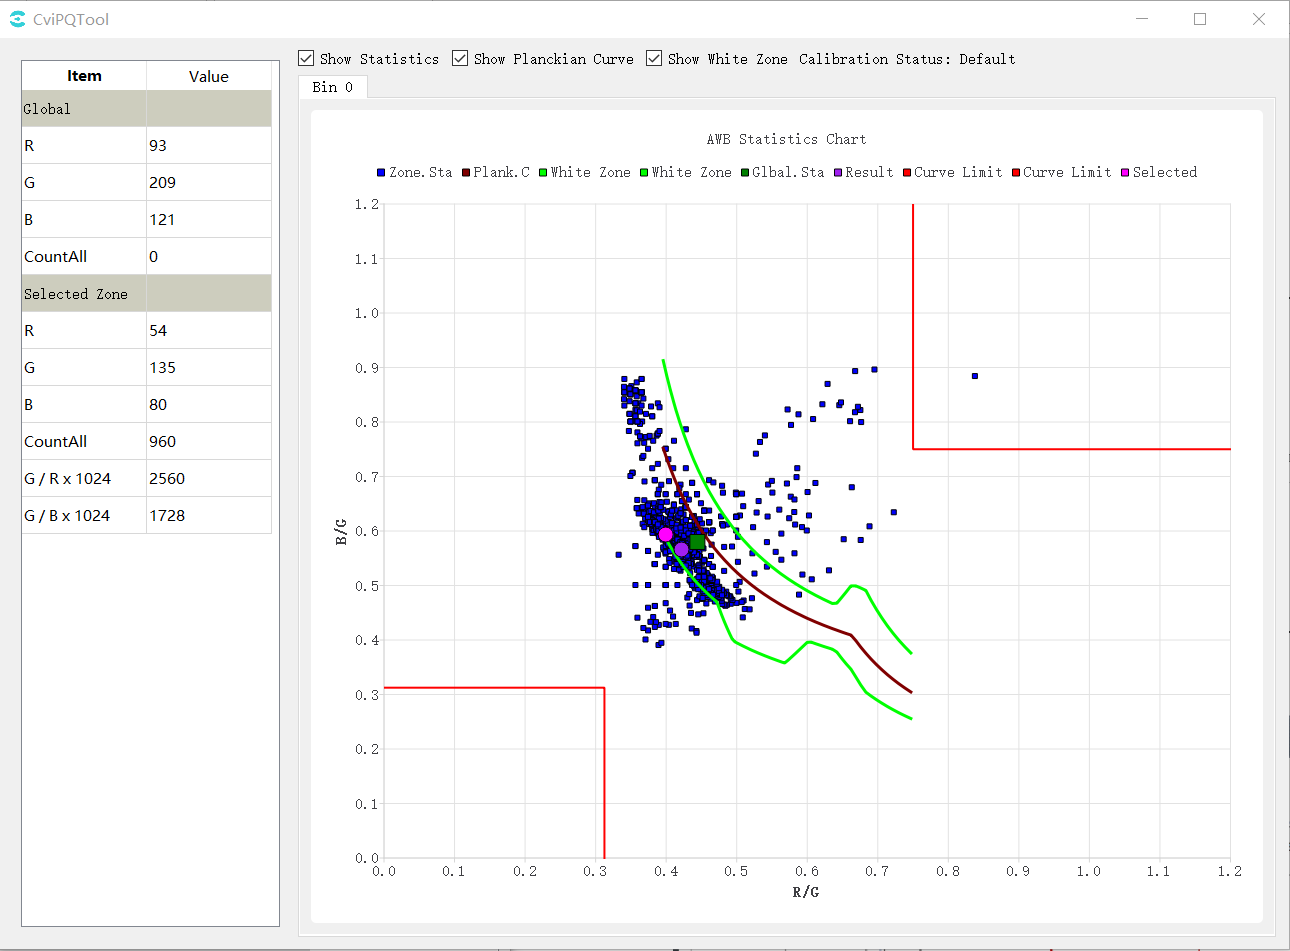 CviPQTool
Show Statistics Show Planckian Curve Show White Zone Calibration Status: Default
Item Value
Global
R 93
G 209
B 121
CountAll 0
Selected Zone
R 54
G 135
B 80
CountAll 960
G / R x 1024 2560
G / B x 1024 1728
Bin 0
AWB Statistics Chart
Zone.Sta Plank.C White Zone White Zone Glbal.Sta Result Curve Limit Curve Limit Selected
1.2
1.1
1.0
0.9
0.8
0.7
0.6
B/G
0.5
0.4
0.3
0.2
0.1
0.0
0.0 0.1 0.2 0.3 0.4 0.5 0.6 0.7 0.8 0.9 1.0 1.1 1.2
R/G